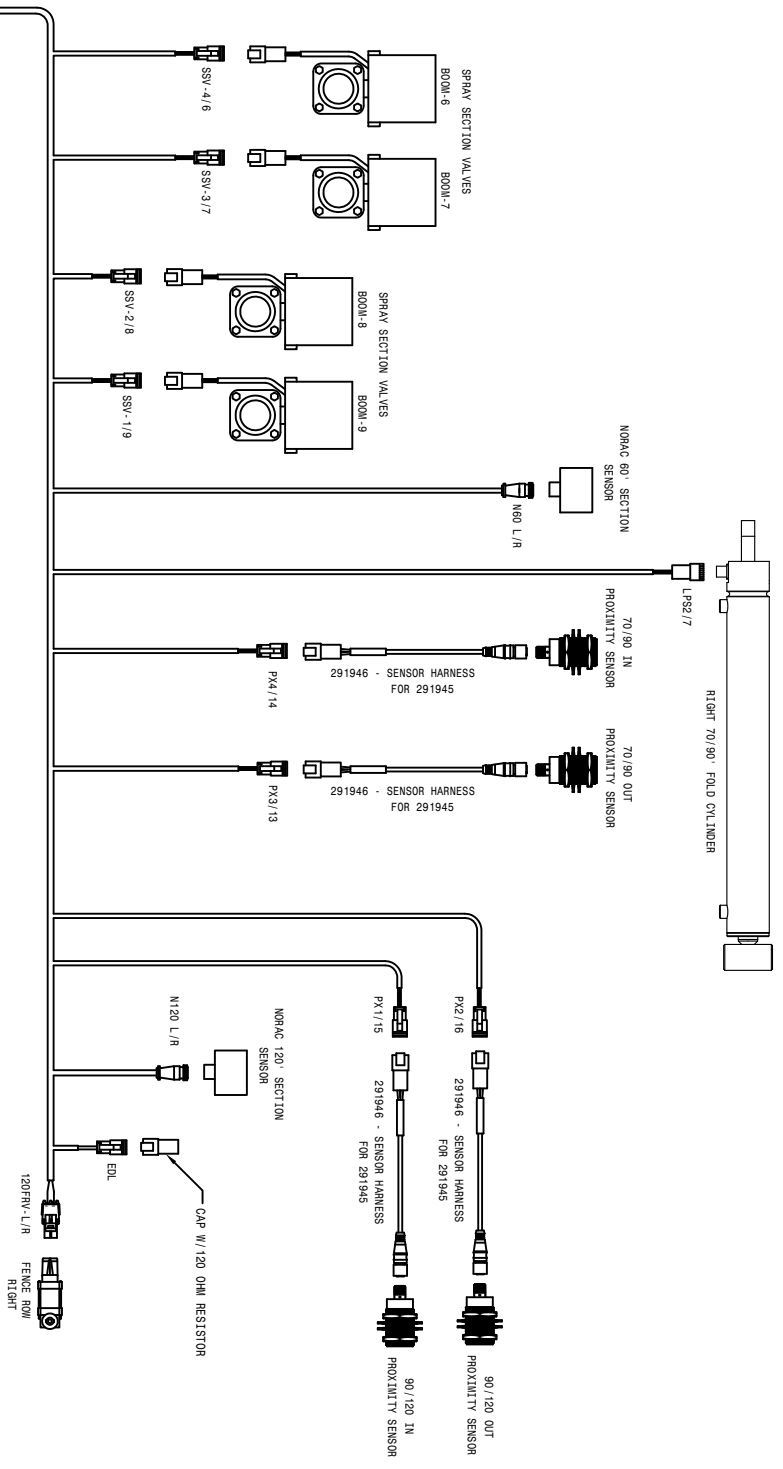 SPRAY SECTION VALVES
BOOM-6
BOOM-7
SSV-4/6
SSV-3/7
SPRAY SECTION VALVES
BOOM-8
BOOM-9
SSV-2/8
SSV-1/9
NORAC 60' SECTION
SENSOR
N60 L/R
LPS2/7
RIGHT 70/90' FOLD CYLINDER
70/90 IN
PROXIMITY SENSOR
291946 - SENSOR HARNESS
FOR 291945
PX4/14
70/90 OUT
PROXIMITY SENSOR
291946 - SENSOR HARNESS
FOR 291945
PX3/13
PX2/16
291946 - SENSOR HARNESS
FOR 291945
90/120 OUT
PROXIMITY SENSOR
PX1/15
291946 - SENSOR HARNESS
FOR 291945
90/120 IN
PROXIMITY SENSOR
NORAC 120' SECTION
SENSOR
N120 L/R
EDL
CAP W/120 OHM RESISTOR
120FRV-L/R
FENCE ROW
RIGHT